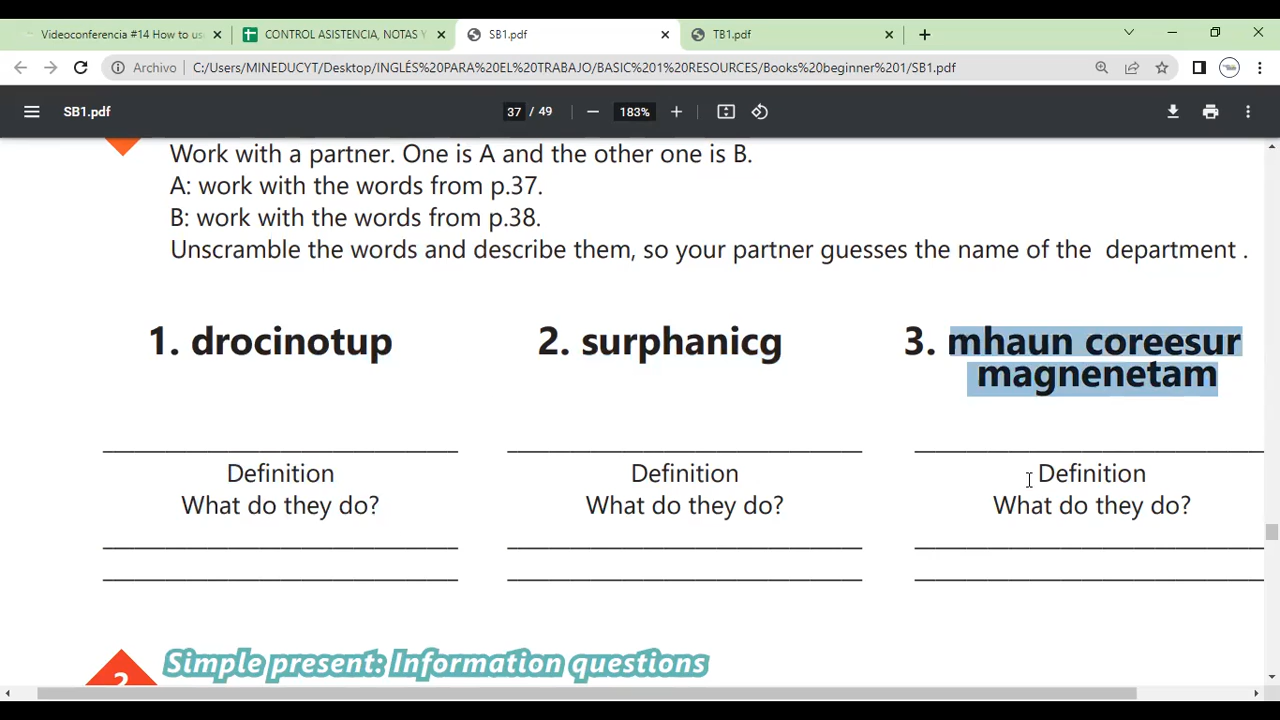 Videoconferencia #14 How to us
CONTROL ASISTENCIA, NOTAS Y
SB1.pdf
TB1.pdf
Archivo
C:/Users/MINEDUCYT/Desktop/INGLÉS%20PARA%20EL%20TRABAJO/BASIC%201%20RESOURCES/Books%20beginner%201/SB1.pdf
SB1.pdf
37 / 49
183%
Work with a partner. One is A and the other one is B.
A: work with the words from p.37.
B: work with the words from p.38.
Unscramble the words and describe them, so your partner guesses the name of the department .
1. drocinotup
2. surphanicg
3. mhaun coreesur
magnenetam
Definition
What do they do?
Definition
What do they do?
Definition
What do they do?
2
Simple present: Information questions